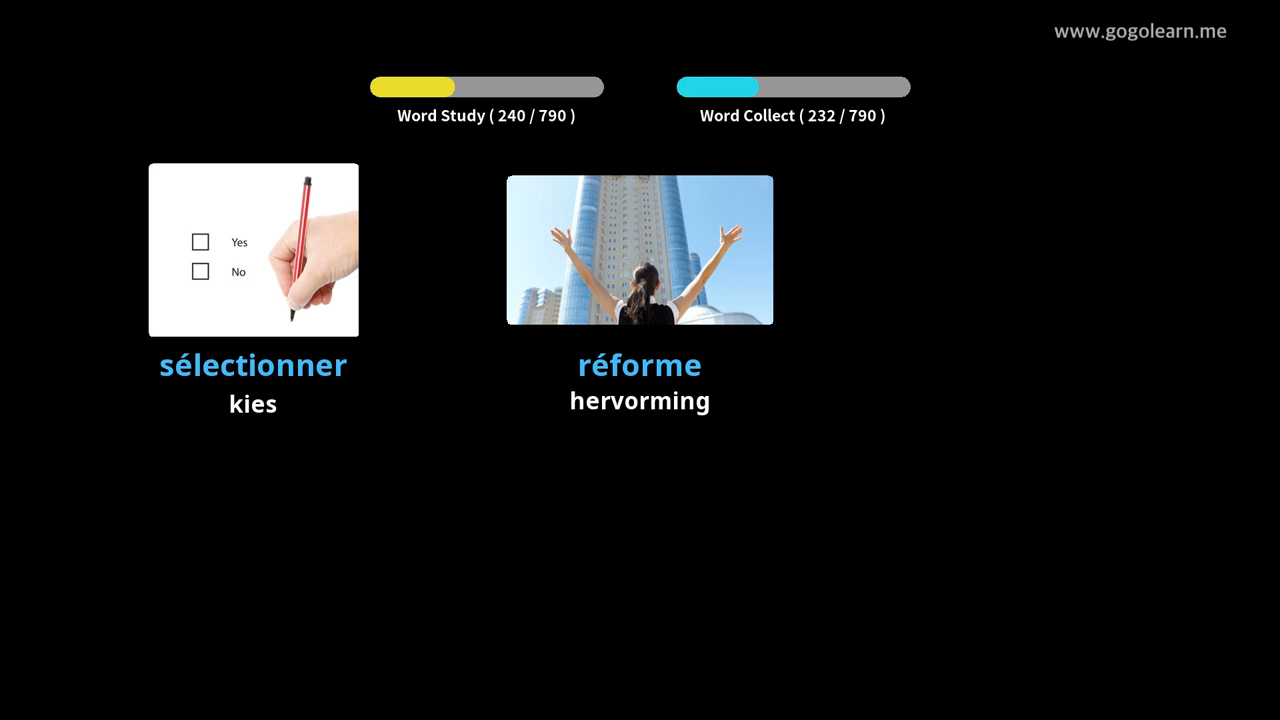 www.gogolearn.me
Word Study ( 240 / 790 )
Word Collect ( 232 / 790 )
Yes
No
sélectionner
kies
réforme
hervorming